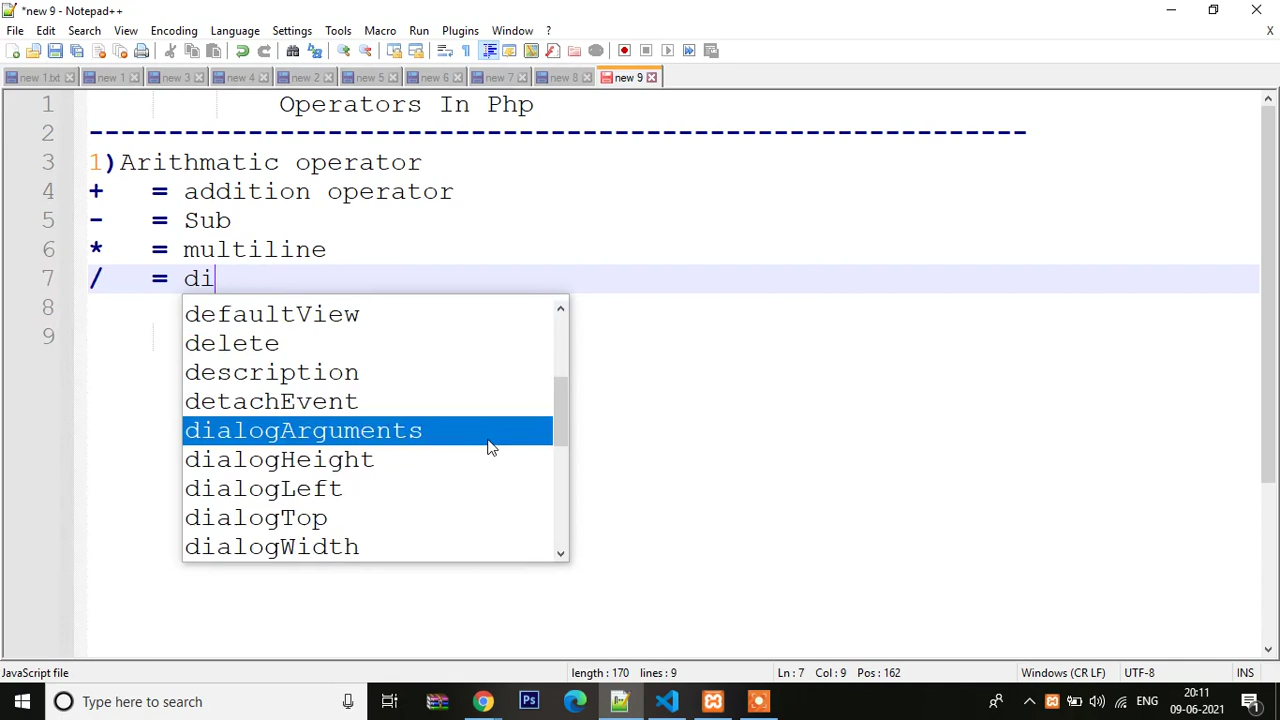 *new 9 - Notepad++
File Edit Search View Encoding Language Settings Tools Macro Run Plugins Window ?
X
new 1.txt new 1 new 3 new 4 new 2 new 5 new 6 new 7 new 8 new 9
1 Operators In Php
2 -----------------------------------------------------------
3 1)Arithmatic operator
4 + = addition operator
5 - = Sub
6 * = multiline
7 / = di
8
9
defaultView
delete
description
detachEvent
dialogArguments
dialogHeight
dialogLeft
dialogTop
dialogWidth
JavaScript file length : 170 lines : 9 Ln : 7 Col : 9 Pos : 162 Windows (CR LF) UTF-8 INS
Type here to search
Ps
ENG
20:11
09-06-2021
1